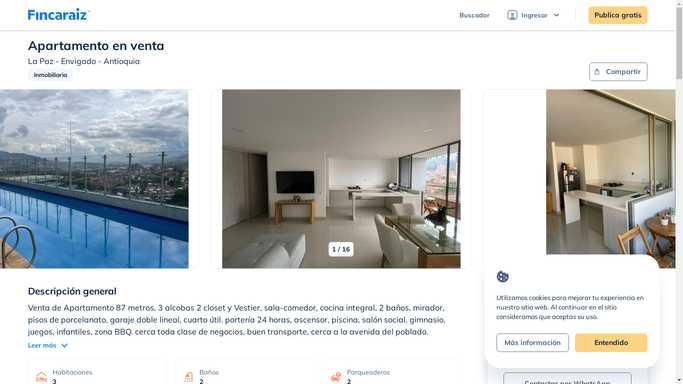 Fincaraiz
Buscador
Ingresar
Publica gratis
Apartamento en venta
La Paz - Envigado - Antioquia
Inmobiliaria
Compartir
1 / 16
Descripción general
Venta de Apartamento 87 metros, 3 alcobas 2 closet y Vestier, sala-comedor, cocina integral, 2 baños, mirador,
pisos de porcelanato, garaje doble lineal, cuarto útil. portería 24 horas, ascensor, piscina, salón social, gimnasio,
juegos, infantiles, zona BBQ, cerca toda clase de negocios, buen transporte, cerca a la avenida del poblado.
Leer más
Habitaciones
3
Baños
2
Parqueaderos
2
Utilizamos cookies para mejorar tu experiencia en
nuestro sitio web. Al continuar en el sitio
consideramos que aceptas su uso.
Más información
Entendido
Contactar por WhatsApp